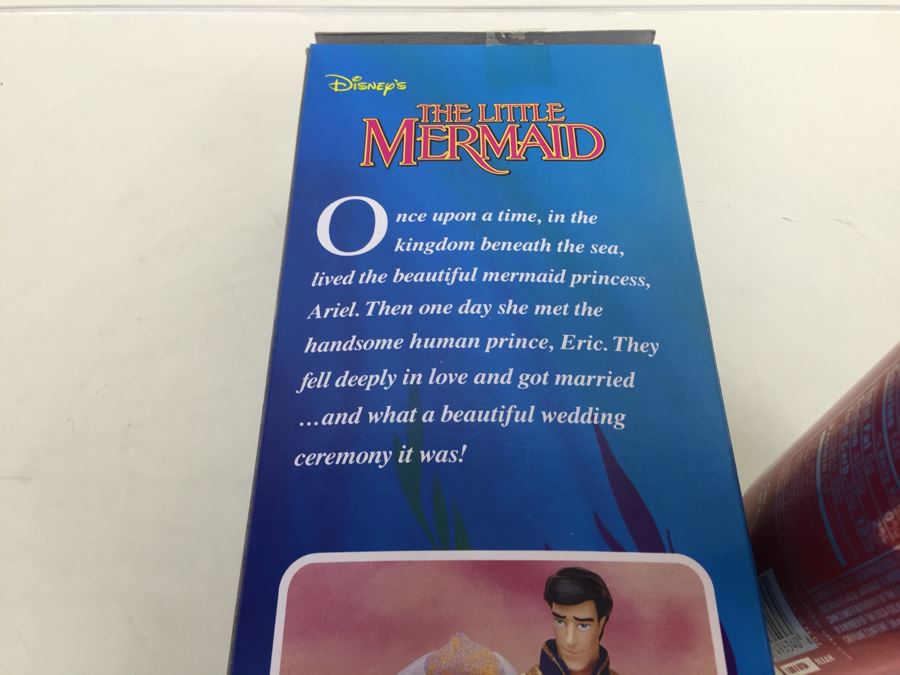 Disney's
THE LITTLE
MERMAID
Once upon a time, in the
kingdom beneath the sea,
lived the beautiful mermaid princess,
Ariel. Then one day she met the
handsome human prince, Eric. They
fell deeply in love and got married
...and what a beautiful wedding
ceremony it was!